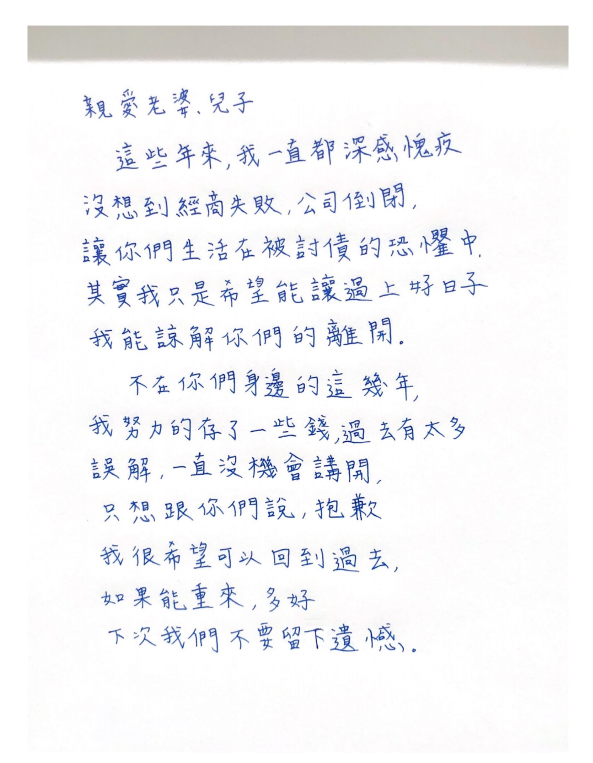 親愛老婆、兒子
這些年來,我一直都深感愧疚
沒想到經商失敗,公司倒閉,
讓你們生活在被討債的恐懼中.
其實我只是希望能讓過上好日子
我能諒解你們的離開.
不在你們身邊的這幾年,
我努力的存了一些錢,過去有太多
誤解,一直沒機會講開,
只想跟你們說,抱歉
我很希望可以回到過去,
如果能重來,多好
下次我們不要留下遺憾.